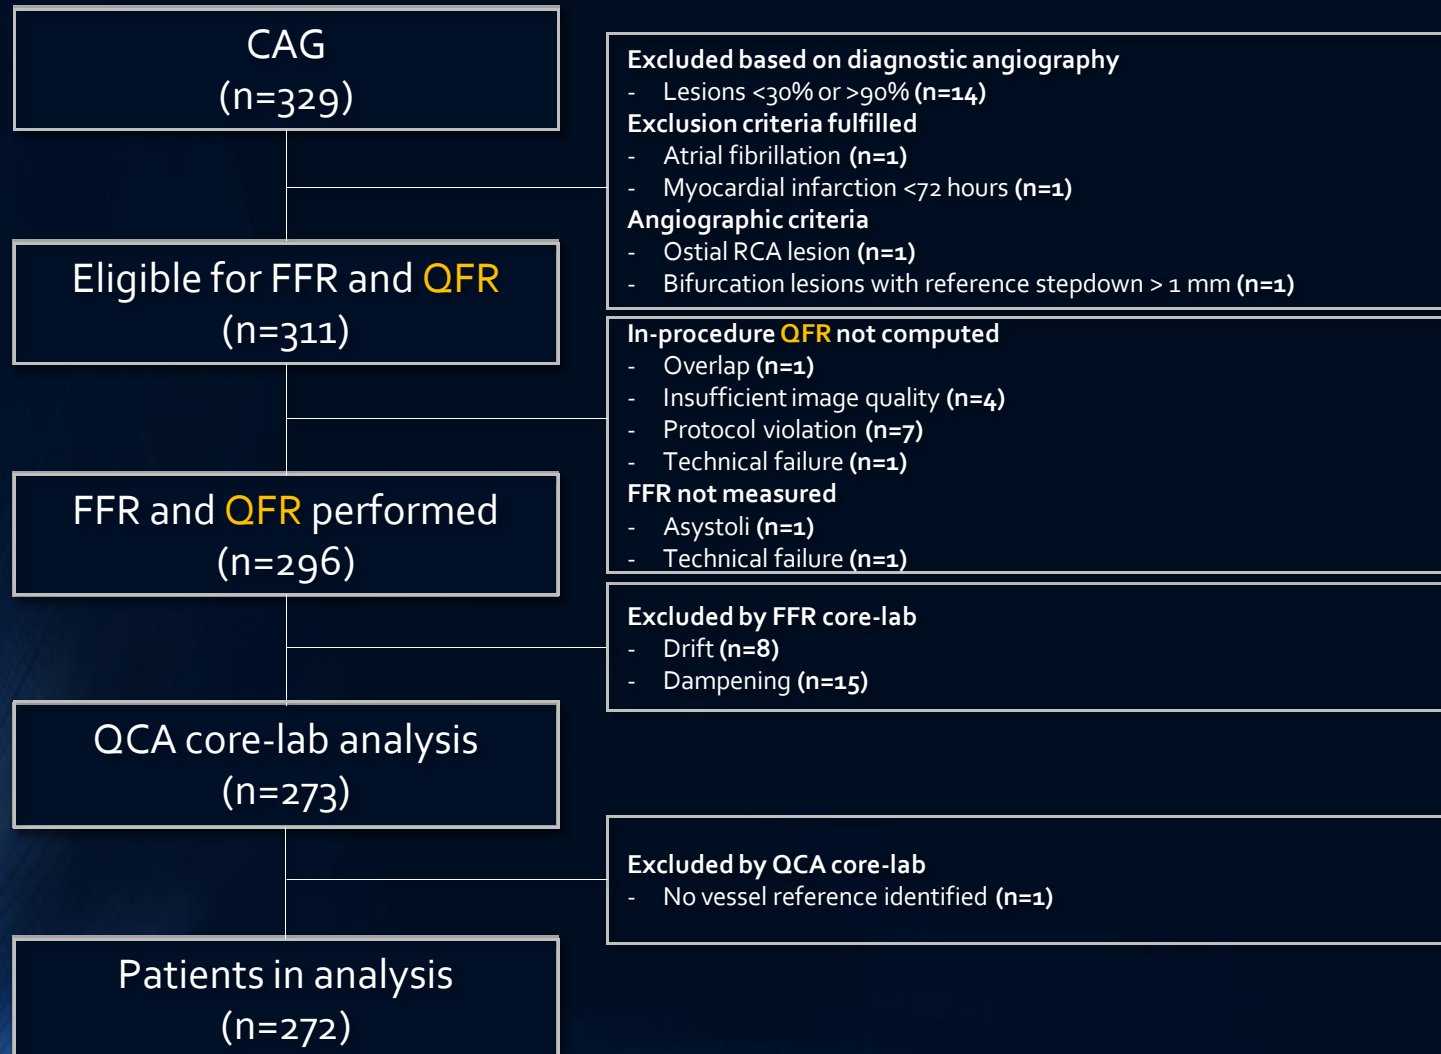 CAG
(n=329)
Excluded based on diagnostic angiography
- Lesions <30% or >90% (n=14)
Exclusion criteria fulfilled
- Atrial fibrillation (n=1)
- Myocardial infarction <72 hours (n=1)
Angiographic criteria
- Ostial RCA lesion (n=1)
- Bifurcation lesions with reference stepdown > 1 mm (n=1)
Eligible for FFR and QFR
(n=311)
In-procedure QFR not computed
- Overlap (n=1)
- Insufficient image quality (n=4)
- Protocol violation (n=7)
- Technical failure (n=1)
FFR not measured
- Asystoli (n=1)
- Technical failure (n=1)
FFR and QFR performed
(n=296)
Excluded by FFR core-lab
- Drift (n=8)
- Dampening (n=15)
QCA core-lab analysis
(n=273)
Excluded by QCA core-lab
- No vessel reference identified (n=1)
Patients in analysis
(n=272)